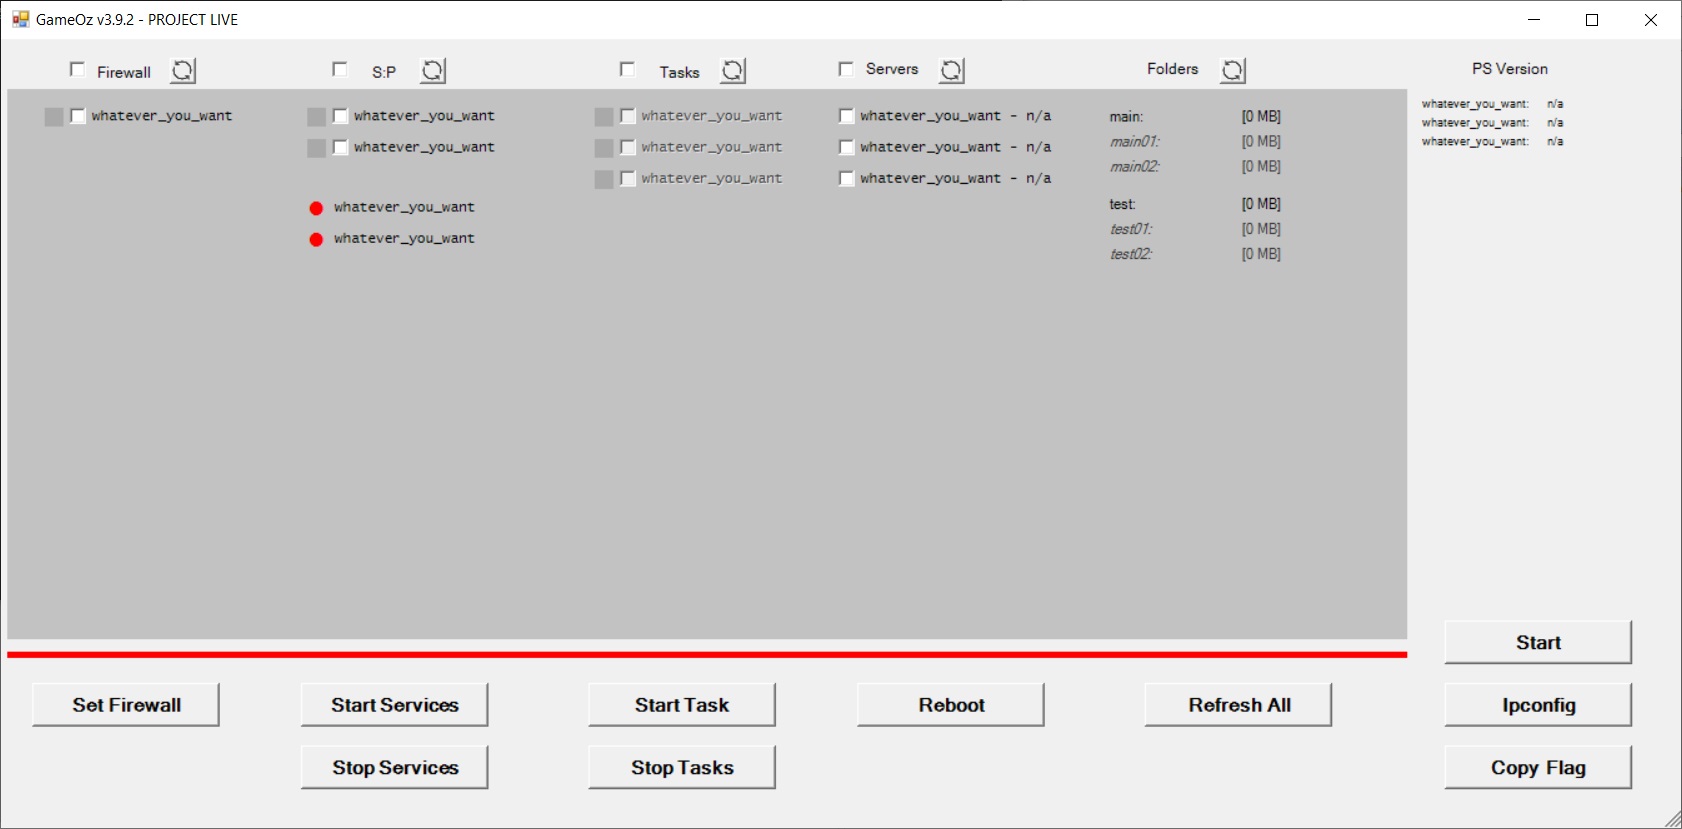 GameOz v3.9.2 - PROJECT LIVE
Firewall S:P Tasks Servers Folders PS Version
whatever_you_want whatever_you_want whatever_you_want whatever_you_want - n/a main: [0 MB] whatever_you_want: n/a
whatever_you_want whatever_you_want whatever_you_want - n/a main01: [0 MB] whatever_you_want: n/a
whatever_you_want whatever_you_want - n/a main02: [0 MB] whatever_you_want: n/a
whatever_you_want test: [0 MB]
whatever_you_want test01: [0 MB]
test02: [0 MB]
Start
Set Firewall Start Services Start Task Reboot Refresh All Ipconfig
Stop Services Stop Tasks Copy Flag